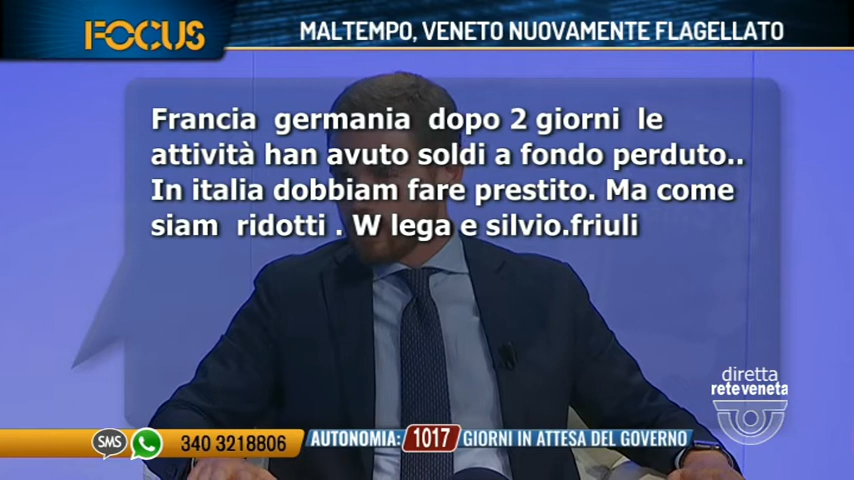 FOCUS
MALTEMPO, VENETO NUOVAMENTE FLAGELLATO
Francia germania dopo 2 giorni le
attività han avuto soldi a fondo perduto..
In italia dobbiam fare prestito. Ma come
siam ridotti . W lega e silvio.friuli
diretta
reteveneta
SMS 340 3218806 AUTONOMIA: 1017 GIORNI IN ATTESA DEL GOVERNO